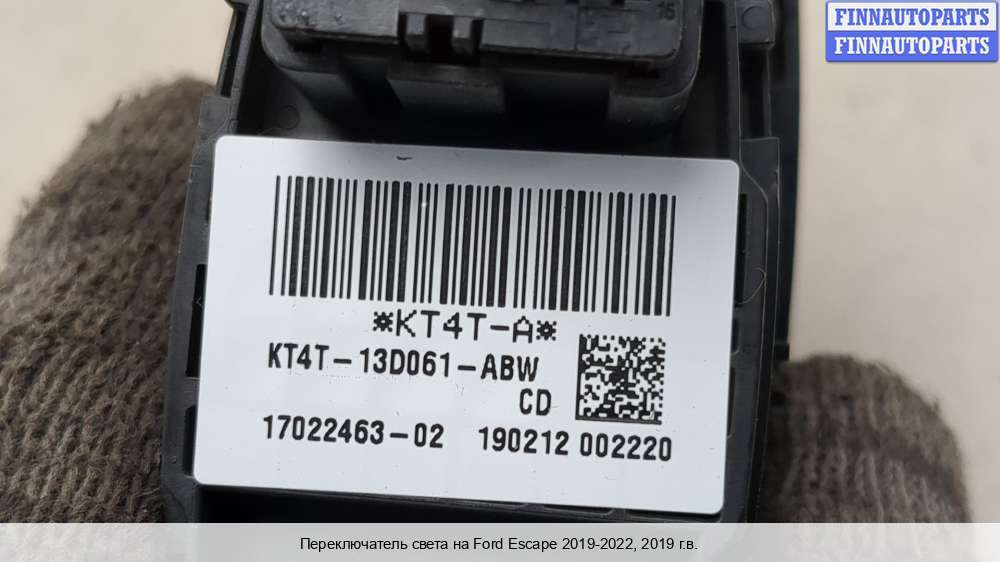 FINNAUTOPARTS
FINNAUTOPARTS
*KT4T-A*
KT4T-13D061-ABW
CD
17022463-02 190212 002220
Переключатель света на Ford Escape 2019-2022, 2019 г.в.